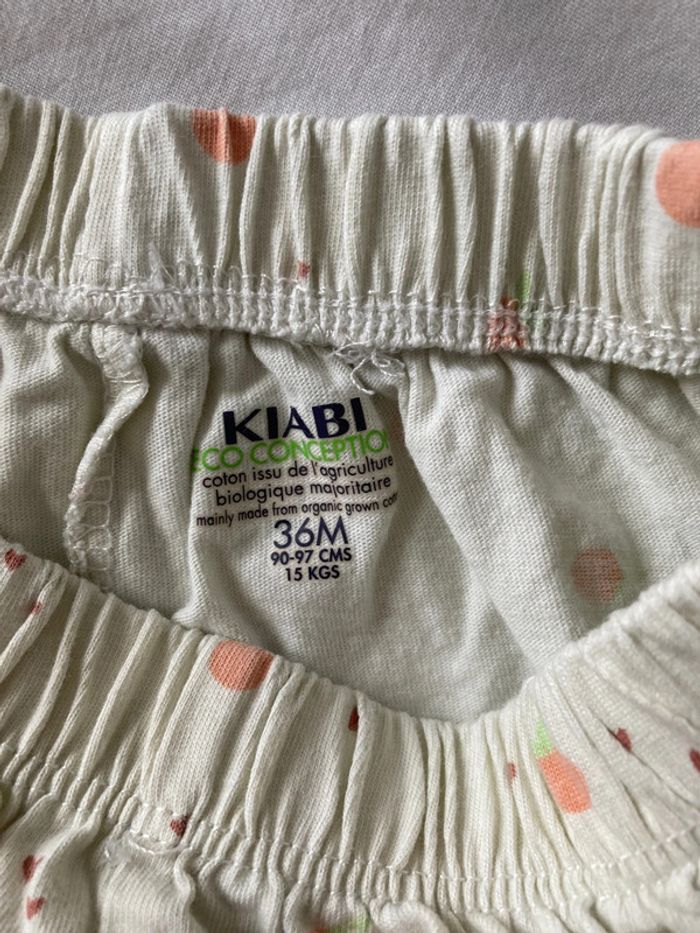 KIABI
ECO CONCEPTIO
coton issu de l'agriculture
biologique majoritaire
mainly made from organic grown
36M
90-97 CMS
15 KGS